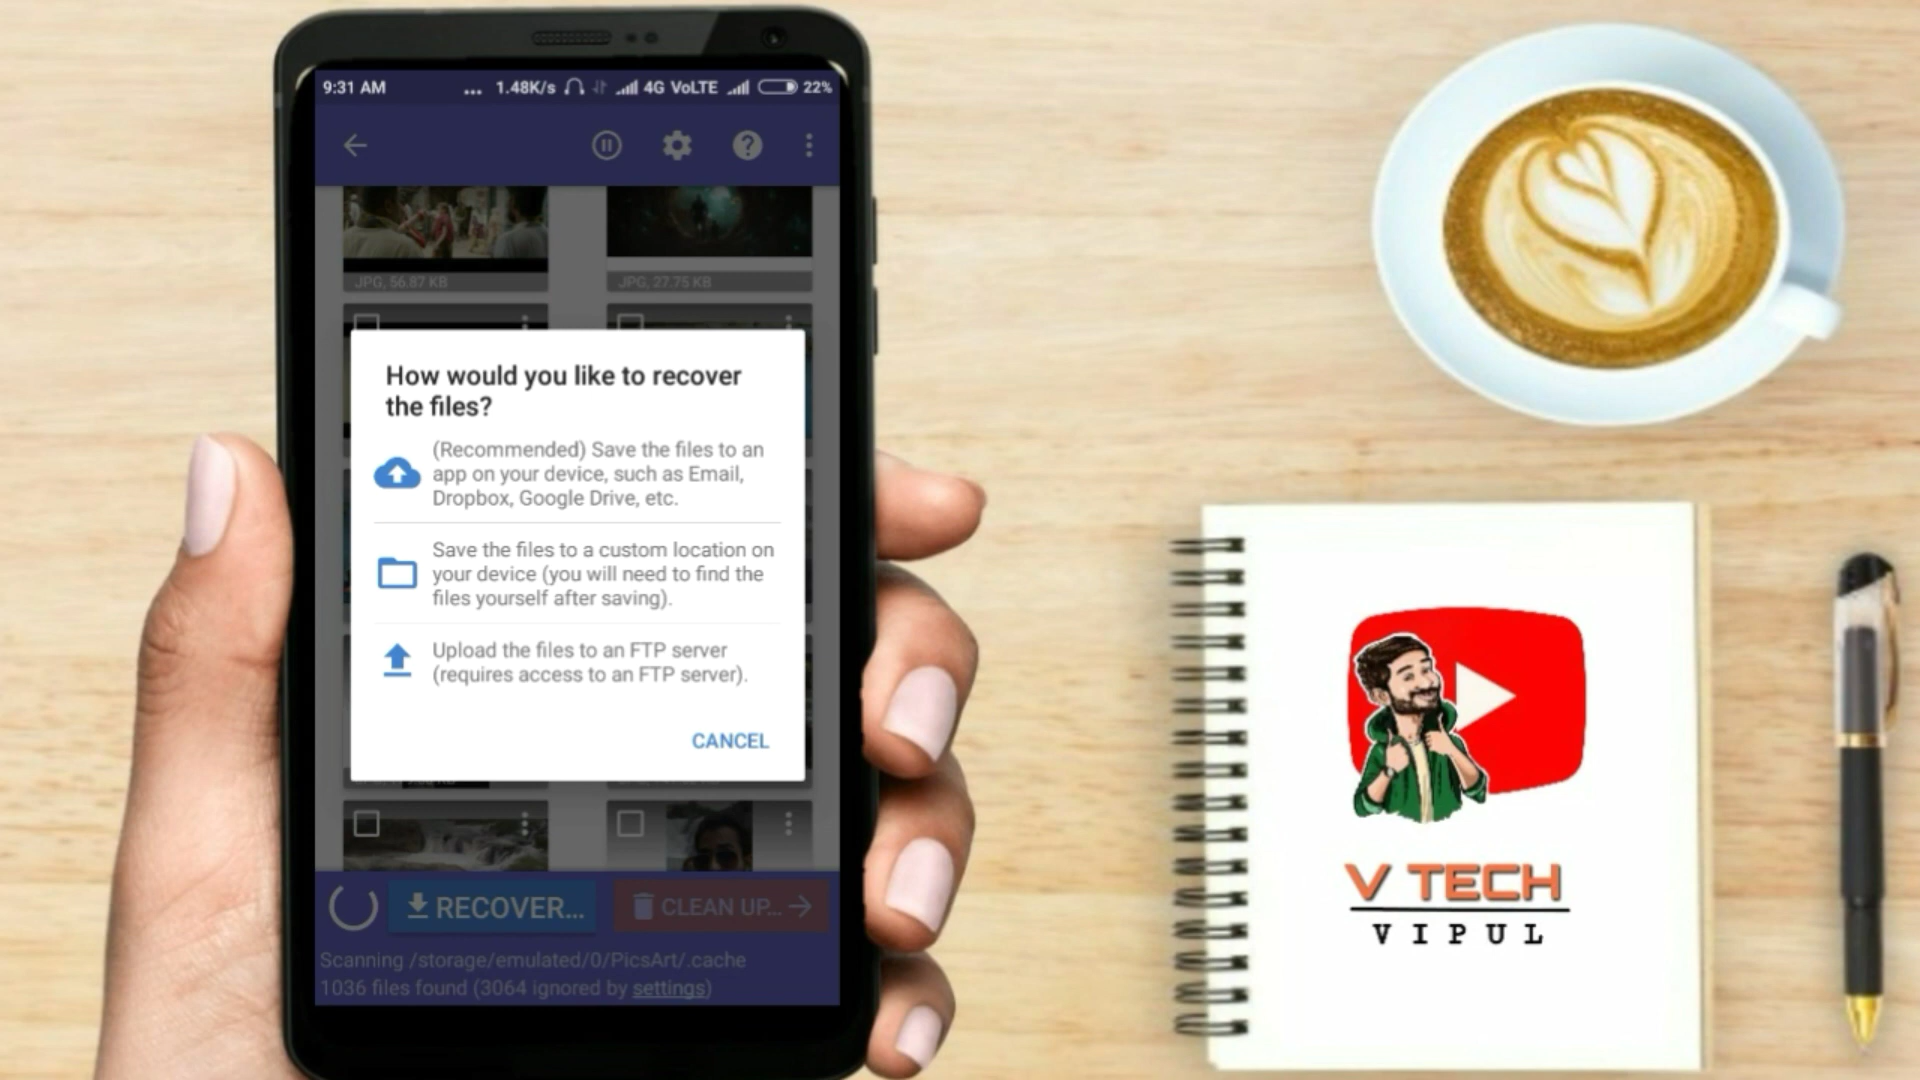 9:31 AM ... 1.48K/s 4G VoLTE 22%
JPG, 56.87 KB JPG, 27.75 KB
How would you like to recover
the files?
(Recommended) Save the files to an
app on your device, such as Email,
Dropbox, Google Drive, etc.
Save the files to a custom location on
your device (you will need to find the
files yourself after saving).
Upload the files to an FTP server
(requires access to an FTP server).
CANCEL
RECOVER... CLEAN UP...
Scanning /storage/emulated/0/PicsArt/.cache
1036 files found (3064 ignored by settings)
V TECH
VIPUL